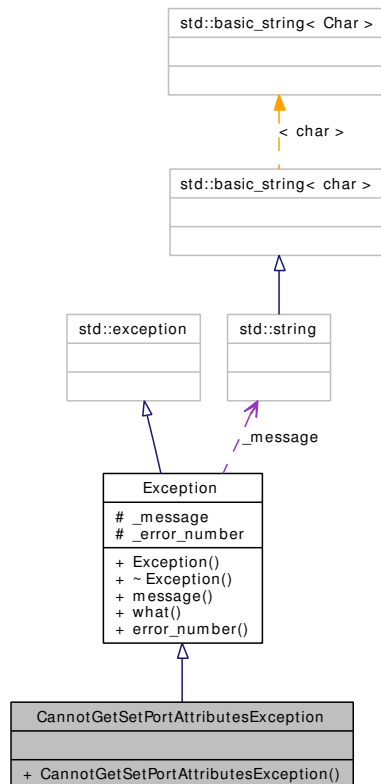 std::basic_string< Char >
< char >
std::basic_string< char >
std::exception
std::string
_message
Exception
# _message
# _error_number
+ Exception()
+ ~Exception()
+ message()
+ what()
+ error_number()
CannotGetSetPortAttributesException
+ CannotGetSetPortAttributesException()